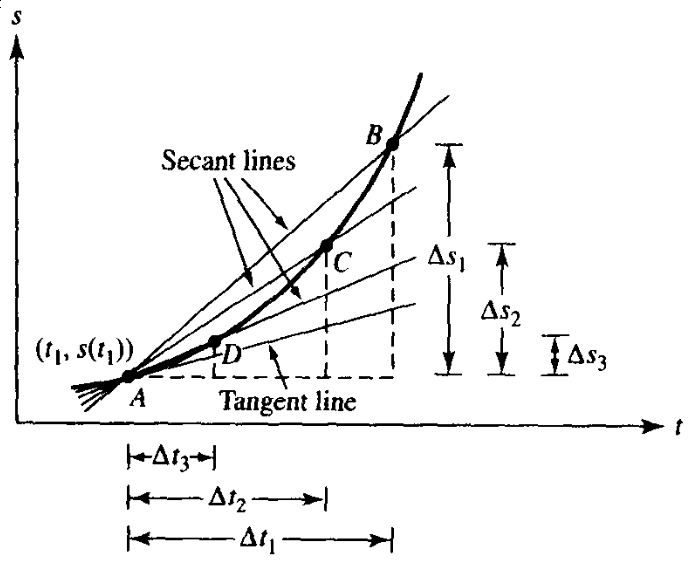 s
B
Secant lines
C
Δs₁
Δs₂
(t₁, s(t₁))
D
Δs₃
A
Tangent line
t
Δt₃
Δt₂
Δt₁